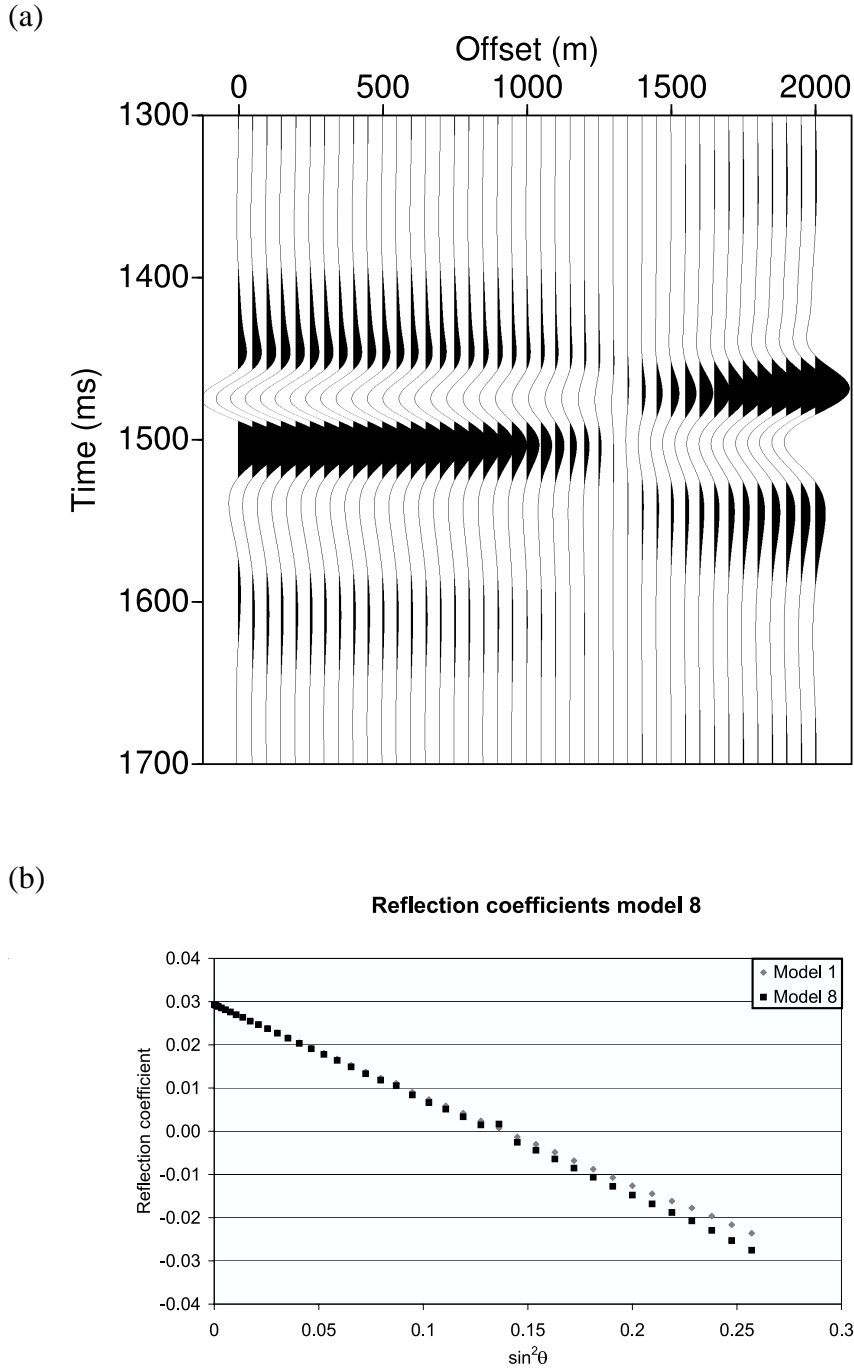 (a)
Offset (m)
0 500 1000 1500 2000
1300
1400
1500
1600
1700
Time (ms)
(b)
Reflection coefficients model 8
0.04
0.03
0.02
0.01
0.00
-0.01
-0.02
-0.03
-0.04
Reflection coefficient
Model 1
Model 8
0 0.05 0.1 0.15 0.2 0.25 0.3
sin²θ